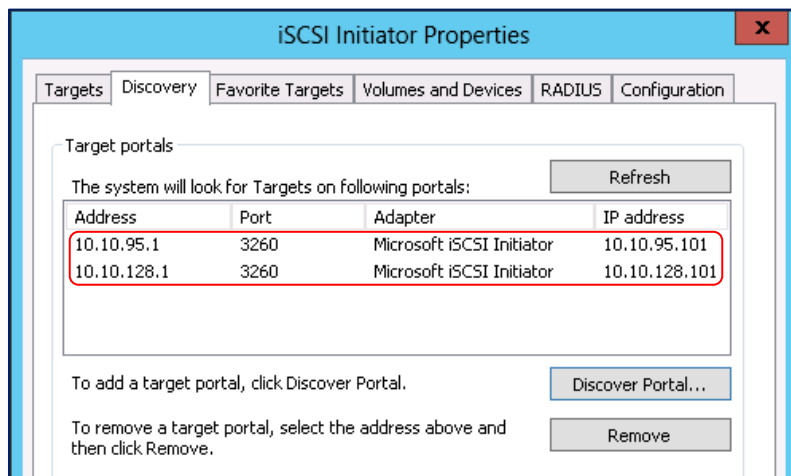 iSCSI Initiator Properties
x
Targets Discovery Favorite Targets Volumes and Devices RADIUS Configuration
Target portals
Refresh
The system will look for Targets on following portals:
Address Port Adapter IP address
10.10.95.1 3260 Microsoft iSCSI Initiator 10.10.95.101
10.10.128.1 3260 Microsoft iSCSI Initiator 10.10.128.101
To add a target portal, click Discover Portal. Discover Portal...
To remove a target portal, select the address above and
then click Remove.
Remove